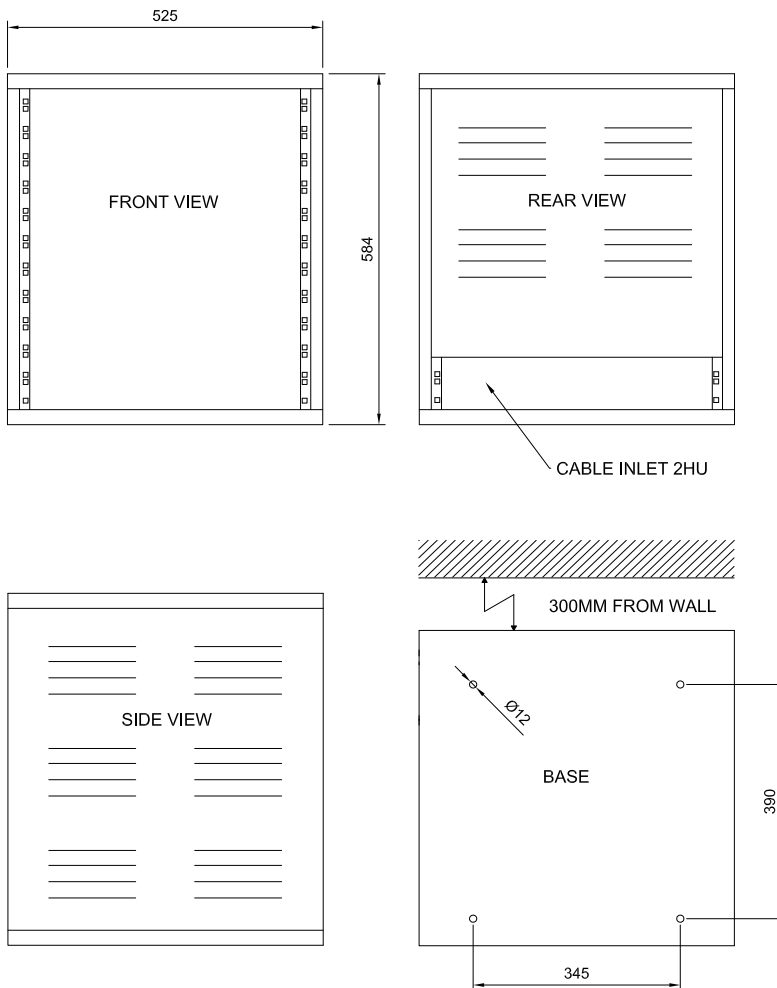 525
FRONT VIEW
584
REAR VIEW
CABLE INLET 2HU
300MM FROM WALL
SIDE VIEW
Ø12
BASE
390
345